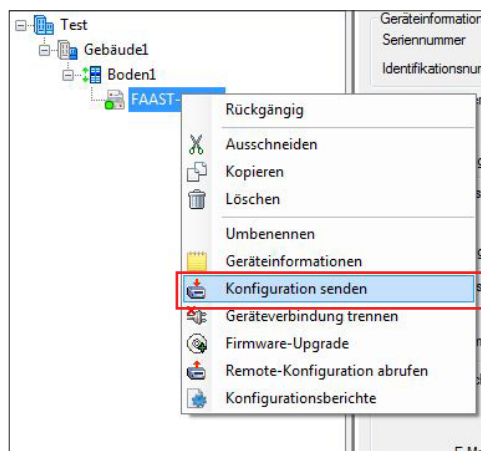 Test
Gebäude1
Boden1
FAAST-
Geräteinformation
Seriennummer
Identifikationsnur
Rückgängig
Ausschneiden
Kopieren
Löschen
Umbenennen
Geräteinformationen
Konfiguration senden
Geräteverbindung trennen
Firmware-Upgrade
Remote-Konfiguration abrufen
Konfigurationsberichte